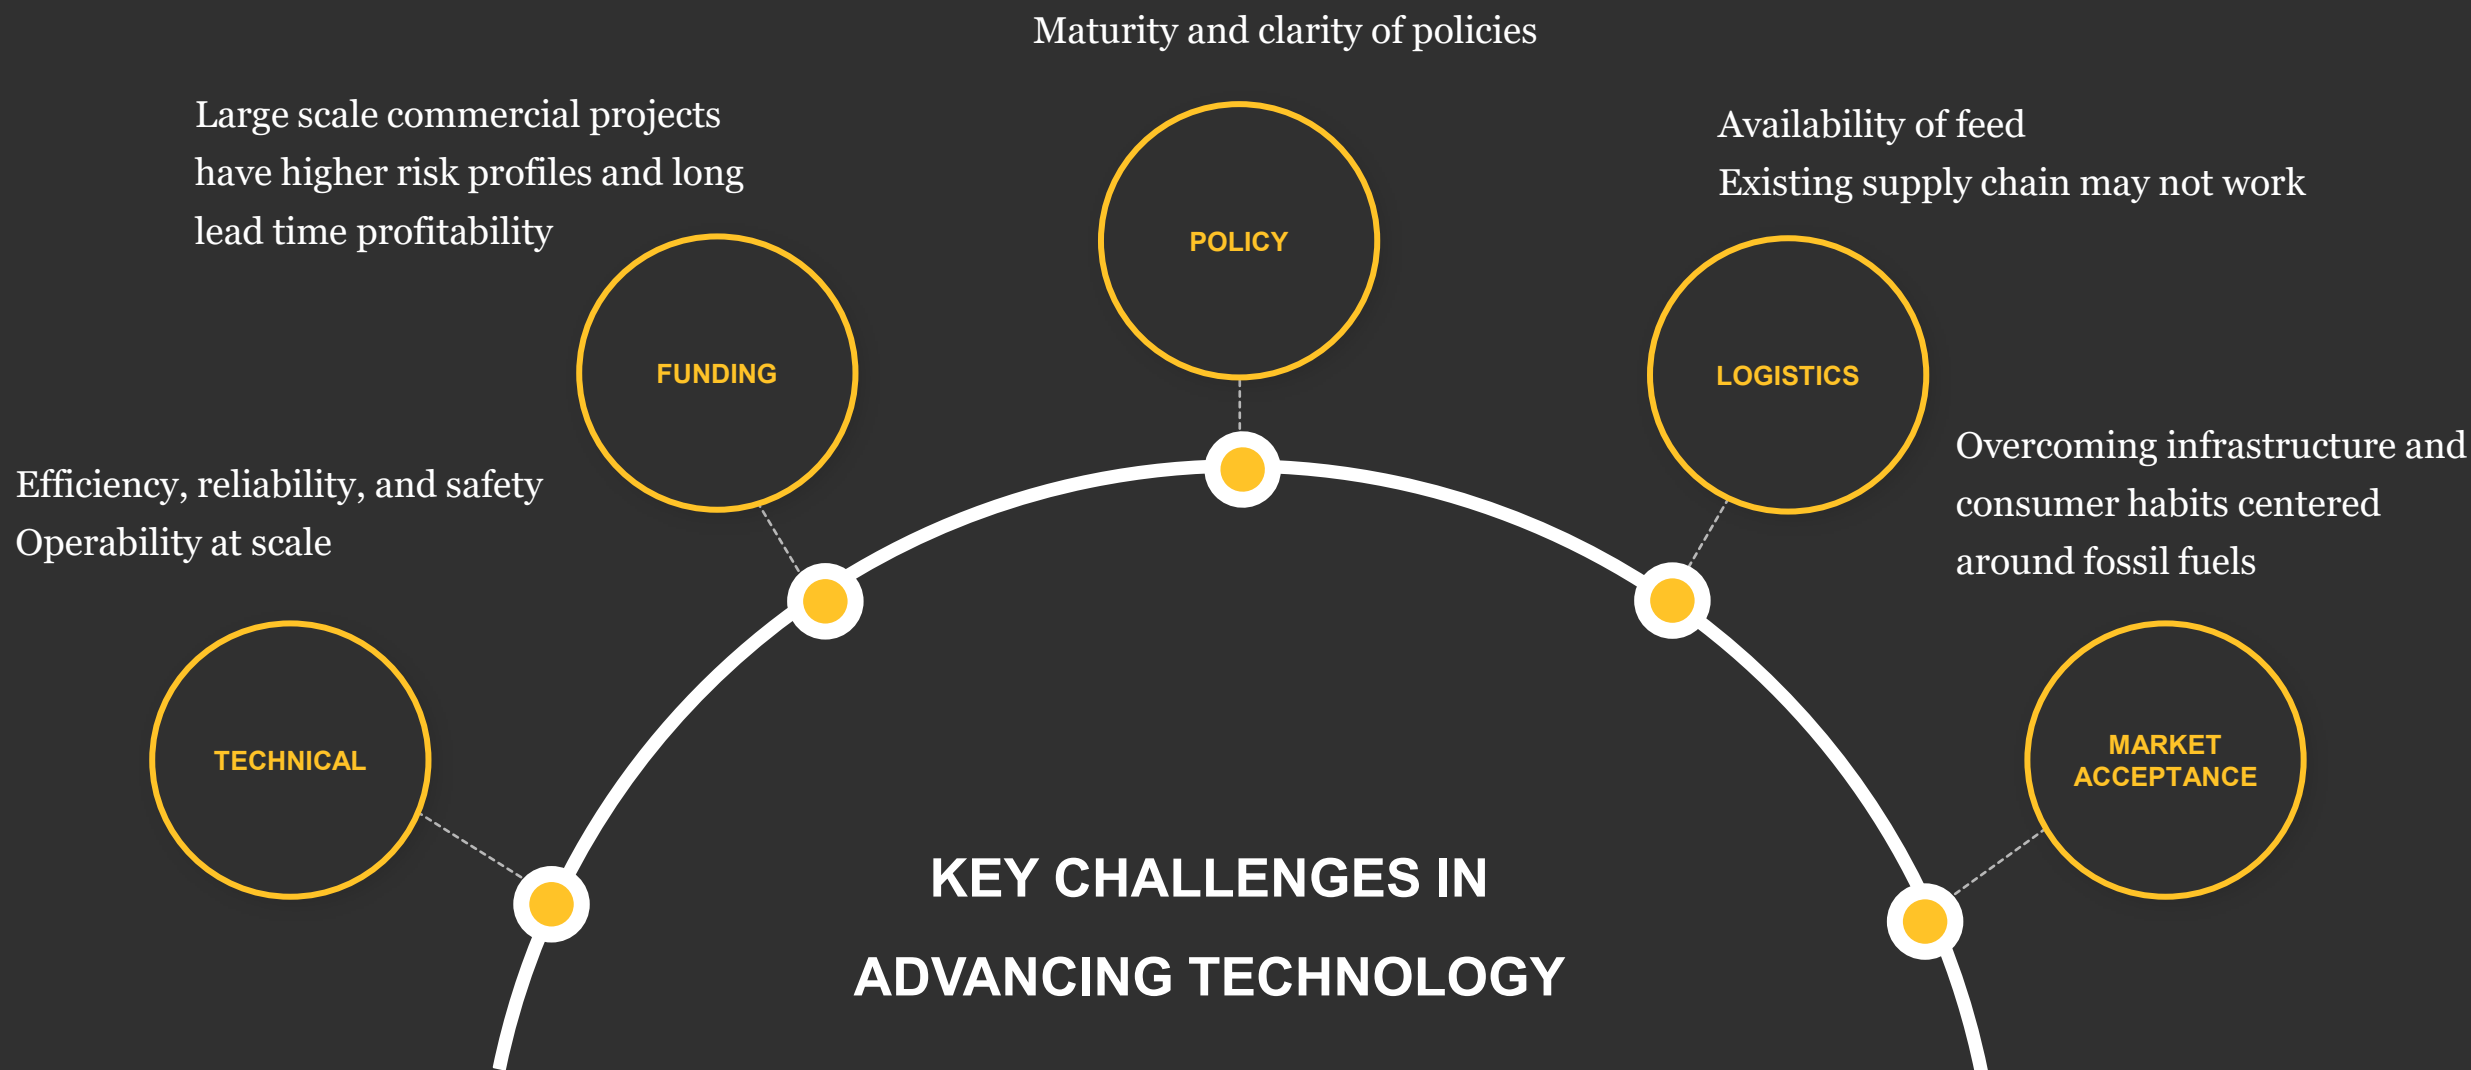 Maturity and clarity of policies
Large scale commercial projects
have higher risk profiles and long
lead time profitability
Availability of feed
Existing supply chain may not work
POLICY
FUNDING
LOGISTICS
Efficiency, reliability, and safety
Operability at scale
Overcoming infrastructure and
consumer habits centered
around fossil fuels
TECHNICAL
MARKET
ACCEPTANCE
KEY CHALLENGES IN
ADVANCING TECHNOLOGY